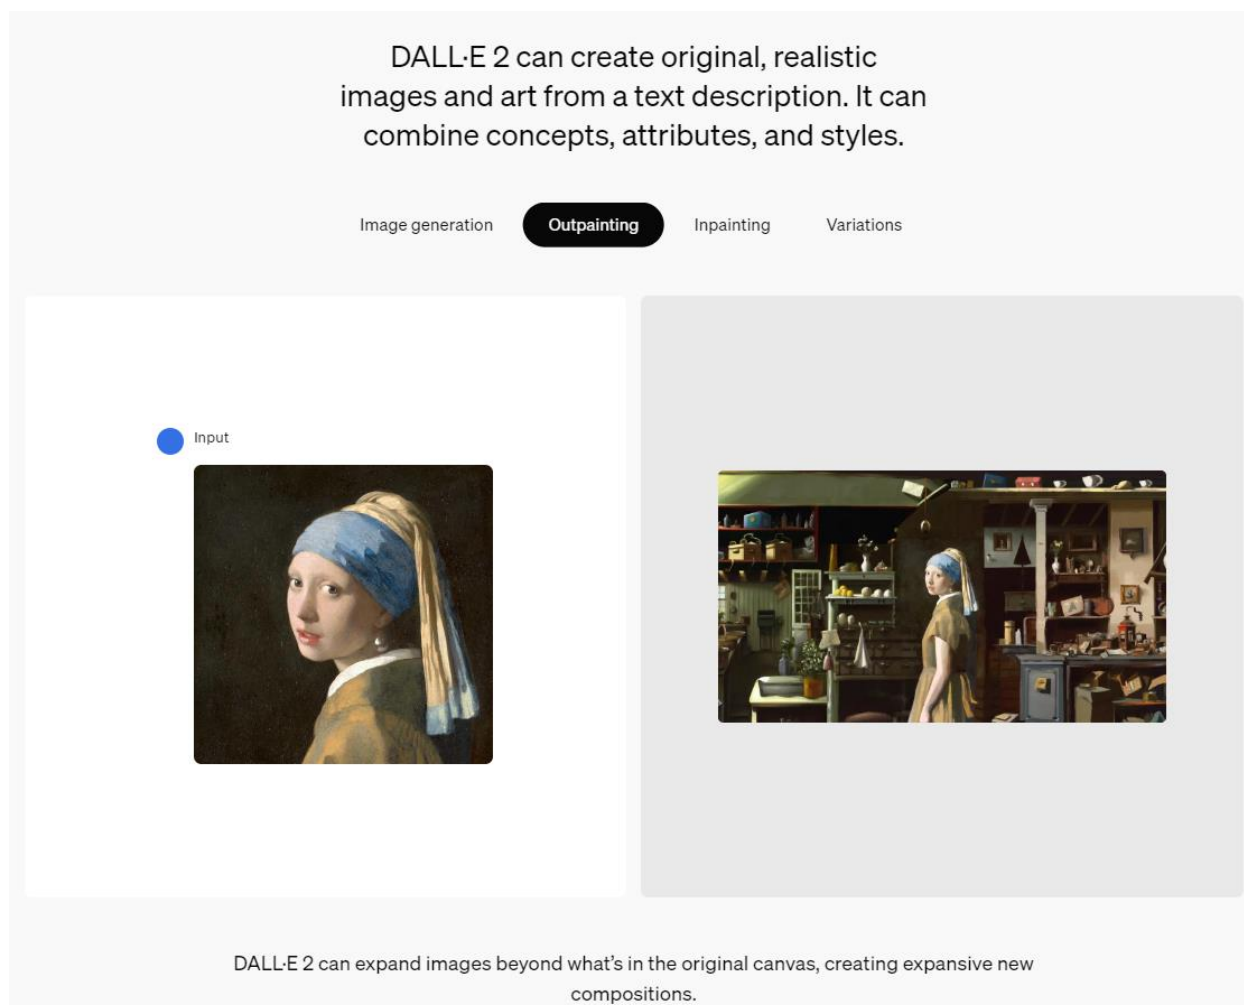 DALL·E 2 can create original, realistic
images and art from a text description. It can
combine concepts, attributes, and styles.
Image generation Outpainting Inpainting Variations
Input
DALL·E 2 can expand images beyond what’s in the original canvas, creating expansive new
compositions.